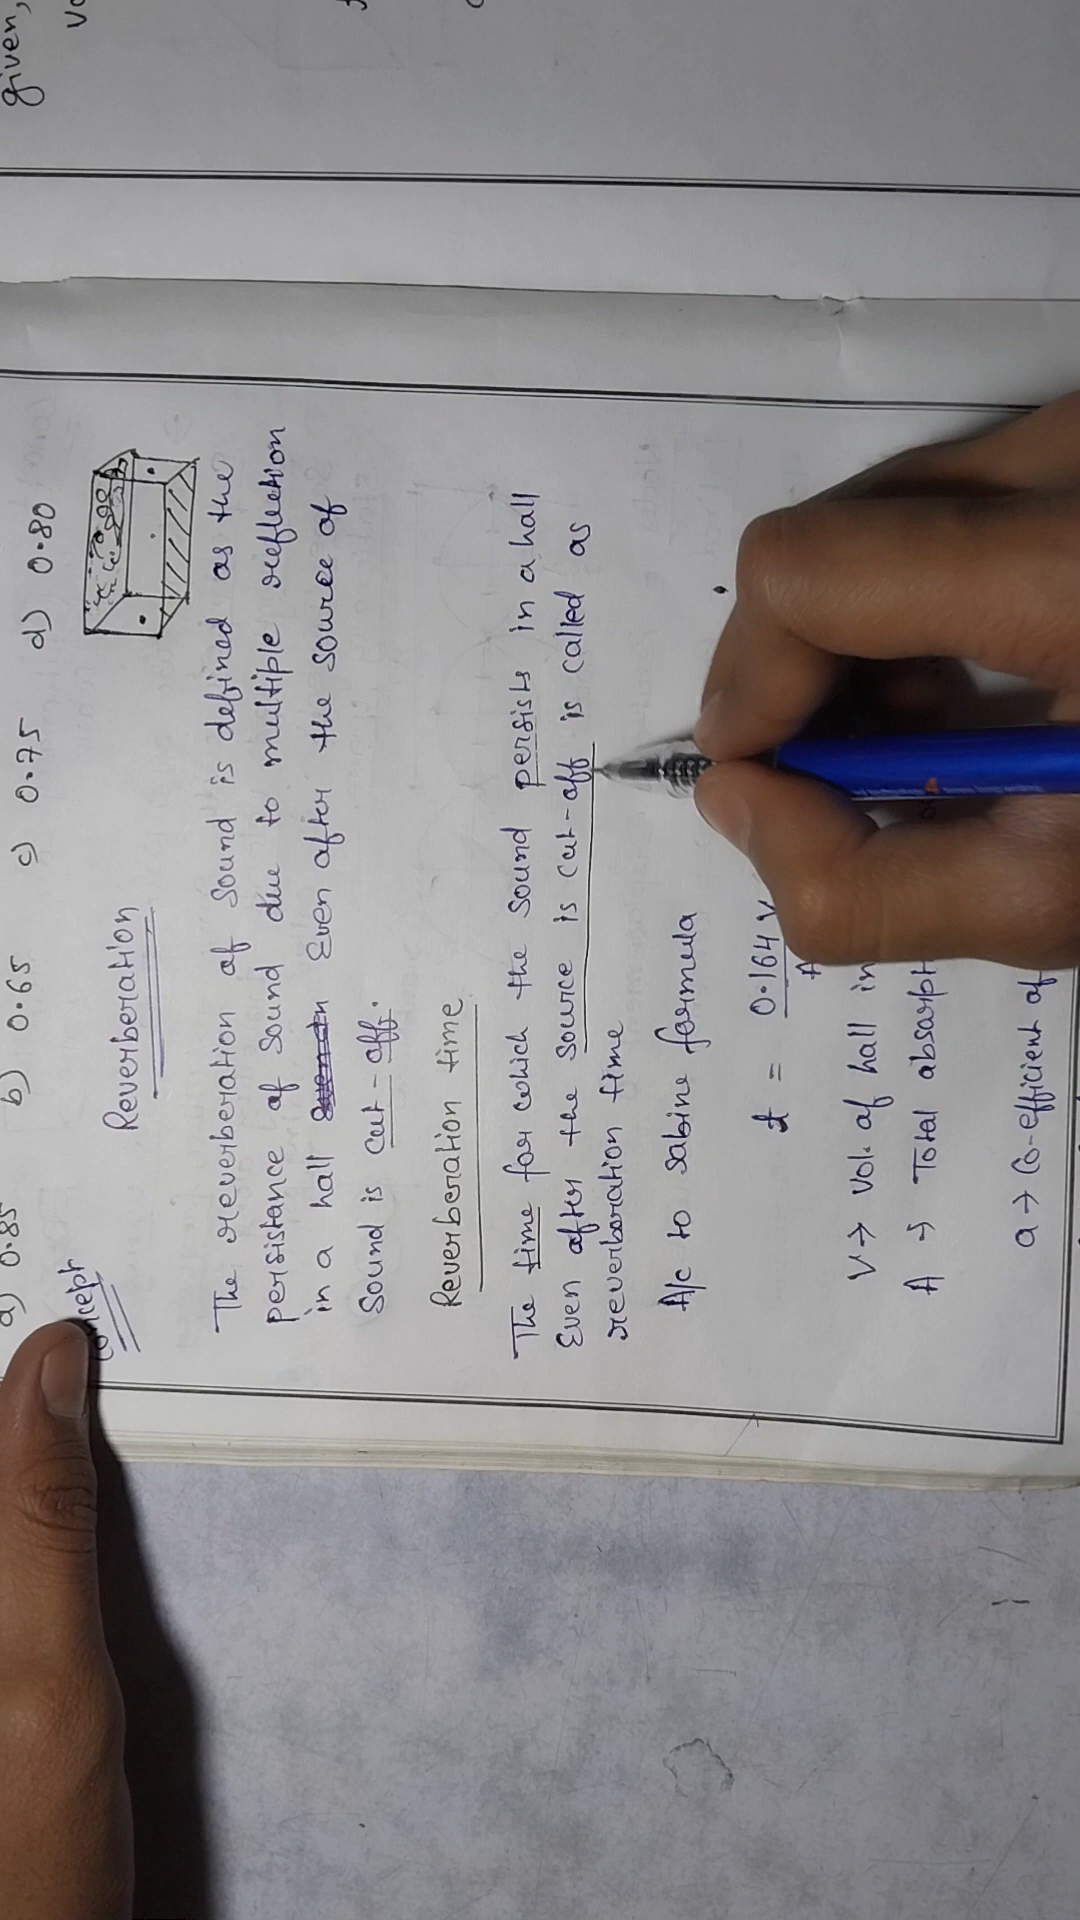 given,
a) 0.85 b) 0.65 c) 0.75 d) 0.80
Concept
Reverberation
The reverberation of sound is defined as the
persistance of sound due to multiple reflection
in a hall Even after the source of
Sound is cut-off.
Reverberation time
The time for which the sound persists in a hall
Even after the source is cut-off is called as
reverberation time
A/c to sabine formula
t = 0.164 V
A
V → vol. of hall in
A → Total absorpt
a → Co-efficient of